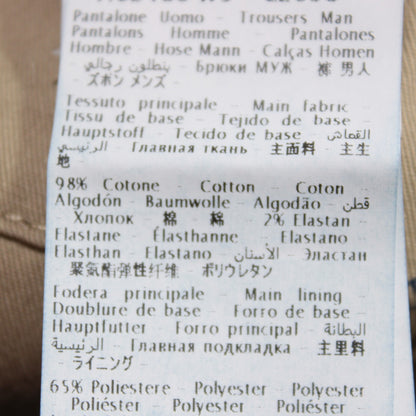 Pantalone Uomo - Trousers Man
Pantalons Homme - Pantalones
Hombre - Hose Mann - Calças Homen
- بنطلون رجالي - Брюки МУЖ - 裤 男人
- ズボン メンズ -
Tessuto principale - Main fabric -
Tissu de base - Tejido de base -
Hauptstoff - Tecido de base - القماش
الرئيسي - Главная ткань - 主面料 - 主生
地
98% Cotone - Cotton - Coton -
Algodón - Baumwolle - Algodão - قطن
- Хлопок 棉 - 綿 2% Elastan -
Elastane Élasthanne - Elastano -
Elasthan Elastano - الأستان - Эластан
聚氨酯弹性纤维 - ポリウレタン
Fodera principale - Main lining -
Doublure de base - Forro de base -
Hauptfutter - Forro principal - البطانة
الرئيسية - Главная подкладка - 主里料
- ライニング -
65% Poliestere - Polyester - Polyester
- Poliéster - Polyester